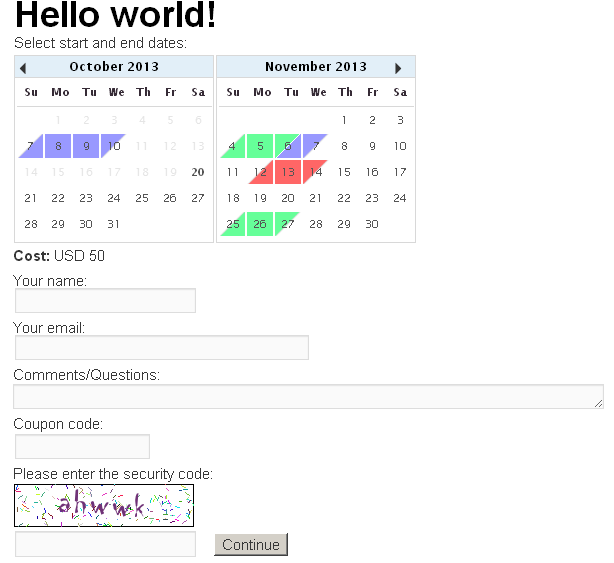 Hello world!
Select start and end dates:
October 2013
Su Mo Tu We Th Fr Sa
1 2 3 4 5 6
7 8 9 10 11 12 13
14 15 16 17 18 19 20
21 22 23 24 25 26 27
28 29 30 31
November 2013
Su Mo Tu We Th Fr Sa
1 2 3
4 5 6 7 8 9 10
11 12 13 14 15 16 17
18 19 20 21 22 23 24
25 26 27 28 29 30
Cost: USD 50
Your name:
Your email:
Comments/Questions:
Coupon code:
Please enter the security code:
Continue